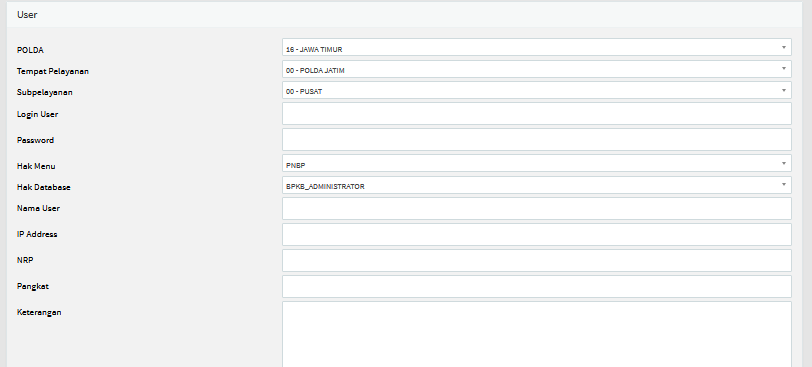 User
POLDA 16 - JAWA TIMUR
Tempat Pelayanan 00 - POLDA JATIM
Subpelayanan 00 - PUSAT
Login User
Password
Hak Menu PNBP
Hak Database BPKB_ADMINISTRATOR
Nama User
IP Address
NRP
Pangkat
Keterangan